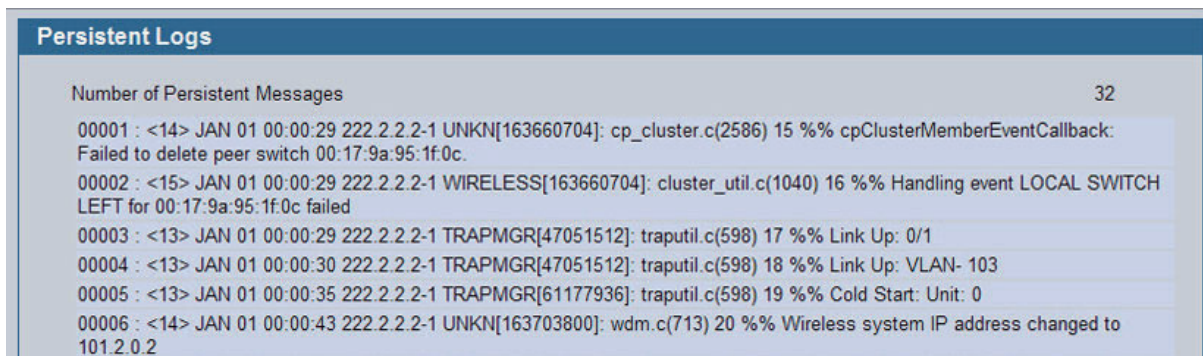 Persistent Logs
Number of Persistent Messages 32
00001 : <14> JAN 01 00:00:29 222.2.2.2-1 UNKN[163660704]: cp_cluster.c(2586) 15 %% cpClusterMemberEventCallback:
Failed to delete peer switch 00:17:9a:95:1f:0c.
00002 : <15> JAN 01 00:00:29 222.2.2.2-1 WIRELESS[163660704]: cluster_util.c(1040) 16 %% Handling event LOCAL SWITCH
LEFT for 00:17:9a:95:1f:0c failed
00003 : <13> JAN 01 00:00:29 222.2.2.2-1 TRAPMGR[47051512]: traputil.c(598) 17 %% Link Up: 0/1
00004 : <13> JAN 01 00:00:30 222.2.2.2-1 TRAPMGR[47051512]: traputil.c(598) 18 %% Link Up: VLAN- 103
00005 : <13> JAN 01 00:00:35 222.2.2.2-1 TRAPMGR[61177936]: traputil.c(598) 19 %% Cold Start: Unit: 0
00006 : <14> JAN 01 00:00:43 222.2.2.2-1 UNKN[163703800]: wdm.c(713) 20 %% Wireless system IP address changed to
101.2.0.2